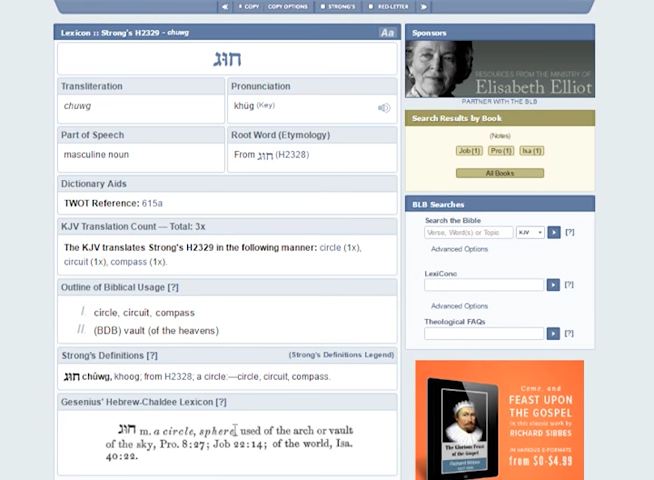 COPY COPY OPTIONS STRONG'S RED-LETTER
Lexicon :: Strong's H2329 - chuwg
Aa
חוּג
Transliteration
chuwg
Pronunciation
khüg (Key)
Part of Speech
masculine noun
Root Word (Etymology)
From חוּג (H2328)
Dictionary Aids
TWOT Reference: 615a
KJV Translation Count — Total: 3x
The KJV translates Strong's H2329 in the following manner: circle (1x),
circuit (1x), compass (1x).
Outline of Biblical Usage [?]
I. circle, circuit, compass
II. (BDB) vault (of the heavens)
Strong's Definitions [?] (Strong's Definitions Legend)
חוּג chûwg, khoog; from H2328; a circle:—circle, circuit, compass.
Gesenius' Hebrew-Chaldee Lexicon [?]
חוּג m. a circle, sphere, used of the arch or vault
of the sky, Pro. 8:27; Job 22:14; of the world, Isa.
40:22.
Sponsors
RESOURCES FROM THE MINISTRY OF
Elisabeth Elliot
PARTNER WITH THE BLB
Search Results by Book
(Notes)
Job (1) Pro (1) Isa (1)
All Books
BLB Searches
Search the Bible
Verse, Word(s) or Topic KJV [?]
Advanced Options
LexiConc
[?]
Advanced Options
Theological FAQs
[?]
Come, and
FEAST UPON
THE GOSPEL
in this classic work by
RICHARD SIBBES
IN VARIOUS E-FORMATS
from $0-$4.99
The Glorious Feast
of the Gospel